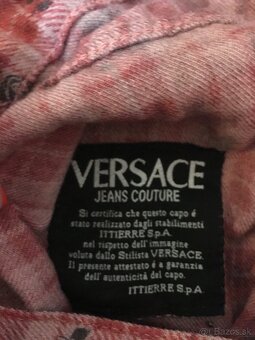 VERSACE
JEANS COUTURE
Si certifica che questo capo é
stato realizzato dagli stabilimenti
ITTIERRE S.p.A.
nel rispetto dell'immagine
voluta dallo Stilista VERSACE.
Il presente attestato é a garanzia
dell'autenticità del capo.
ITTIERRE S.p.A.
Bazos.sk